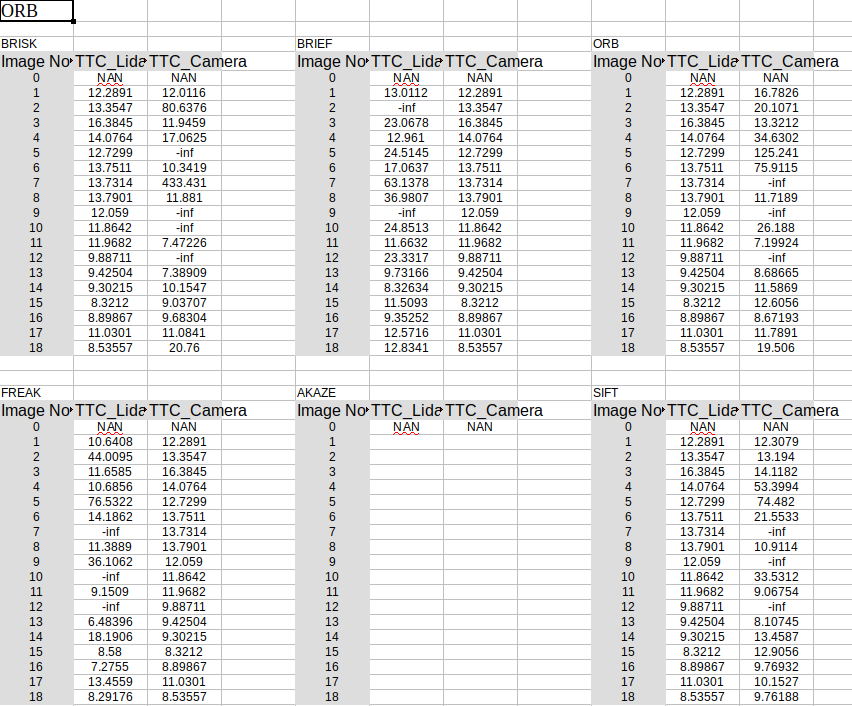 ORB
BRISK BRIEF ORB
Image No TTC_Lida TTC_Camera Image No TTC_Lida TTC_Camera Image No TTC_Lida TTC_Camera
0 NAN NAN 0 NAN NAN 0 NAN NAN
1 12.2891 12.0116 1 13.0112 12.2891 1 12.2891 16.7826
2 13.3547 80.6376 2 -inf 13.3547 2 13.3547 20.1071
3 16.3845 11.9459 3 23.0678 16.3845 3 16.3845 13.3212
4 14.0764 17.0625 4 12.961 14.0764 4 14.0764 34.6302
5 12.7299 -inf 5 24.5145 12.7299 5 12.7299 125.241
6 13.7511 10.3419 6 17.0637 13.7511 6 13.7511 75.9115
7 13.7314 433.431 7 63.1378 13.7314 7 13.7314 -inf
8 13.7901 11.881 8 36.9807 13.7901 8 13.7901 11.7189
9 12.059 -inf 9 -inf 12.059 9 12.059 -inf
10 11.8642 -inf 10 24.8513 11.8642 10 11.8642 26.188
11 11.9682 7.47226 11 11.6632 11.9682 11 11.9682 7.19924
12 9.88711 -inf 12 23.3317 9.88711 12 9.88711 -inf
13 9.42504 7.38909 13 9.73166 9.42504 13 9.42504 8.68665
14 9.30215 10.1547 14 8.32634 9.30215 14 9.30215 11.5869
15 8.3212 9.03707 15 11.5093 8.3212 15 8.3212 12.6056
16 8.89867 9.68304 16 9.35252 8.89867 16 8.89867 8.67193
17 11.0301 11.0841 17 12.5716 11.0301 17 11.0301 11.7891
18 8.53557 20.76 18 12.8341 8.53557 18 8.53557 19.506
FREAK AKAZE SIFT
Image No TTC_Lida TTC_Camera Image No TTC_Lida TTC_Camera Image No TTC_Lida TTC_Camera
0 NAN NAN 0 NAN NAN 0 NAN NAN
1 10.6408 12.2891 1 1 12.2891 12.3079
2 44.0095 13.3547 2 2 13.3547 13.194
3 11.6585 16.3845 3 3 16.3845 14.1182
4 10.6856 14.0764 4 4 14.0764 53.3994
5 76.5322 12.7299 5 5 12.7299 74.482
6 14.1862 13.7511 6 6 13.7511 21.5533
7 -inf 13.7314 7 7 13.7314 -inf
8 11.3889 13.7901 8 8 13.7901 10.9114
9 36.1062 12.059 9 9 12.059 -inf
10 -inf 11.8642 10 10 11.8642 33.5312
11 9.1509 11.9682 11 11 11.9682 9.06754
12 -inf 9.88711 12 12 9.88711 -inf
13 6.48396 9.42504 13 13 9.42504 8.10745
14 18.1906 9.30215 14 14 9.30215 13.4587
15 8.58 8.3212 15 15 8.3212 12.9056
16 7.2755 8.89867 16 16 8.89867 9.76932
17 13.4559 11.0301 17 17 11.0301 10.1527
18 8.29176 8.53557 18 18 8.53557 9.76188